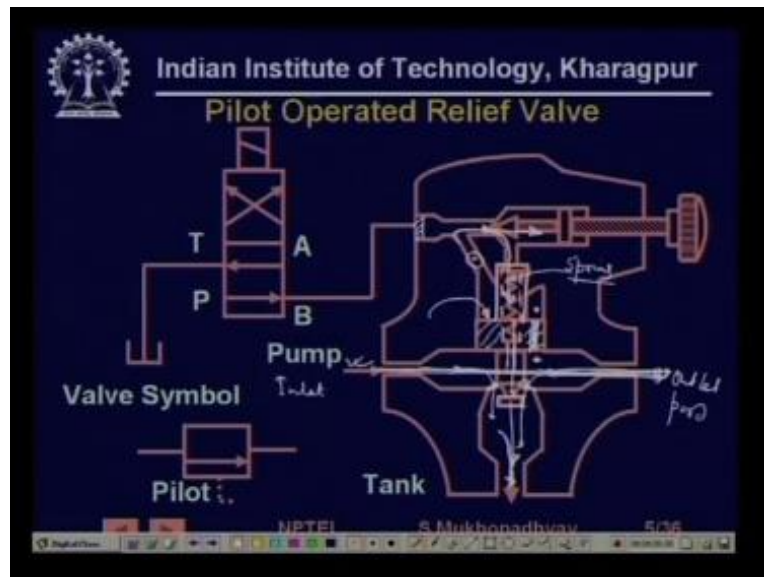 Indian Institute of Technology, Kharagpur
Pilot Operated Relief Valve
T A
P B
Spring
Pump
Inlet
Outlet
port
Valve Symbol
Pilot
Tank
NPTEL S.Mukhopadhyay 5/36